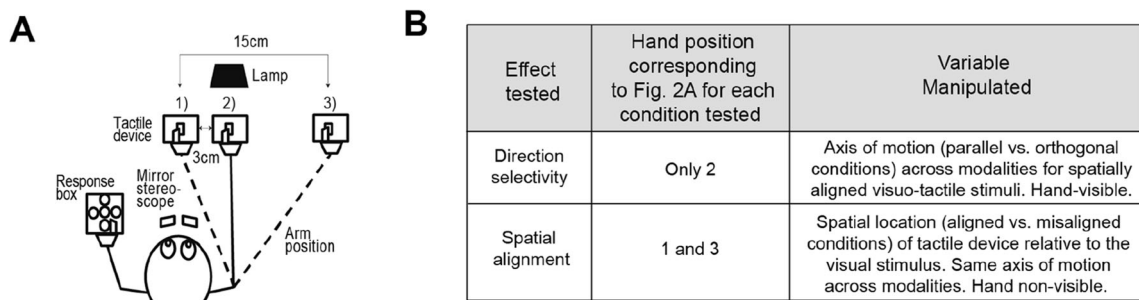 A
15cm
Lamp
1)
2)
3)
Tactile
device
3cm
Response
box
Mirror
stereo-
scope
Arm
position
B
Effect
tested
Hand position
corresponding
to Fig. 2A for each
condition tested
Variable
Manipulated
Direction
selectivity
Only 2
Axis of motion (parallel vs. orthogonal
conditions) across modalities for spatially
aligned visuo-tactile stimuli. Hand-visible.
Spatial
alignment
1 and 3
Spatial location (aligned vs. misaligned
conditions) of tactile device relative to the
visual stimulus. Same axis of motion
across modalities. Hand non-visible.